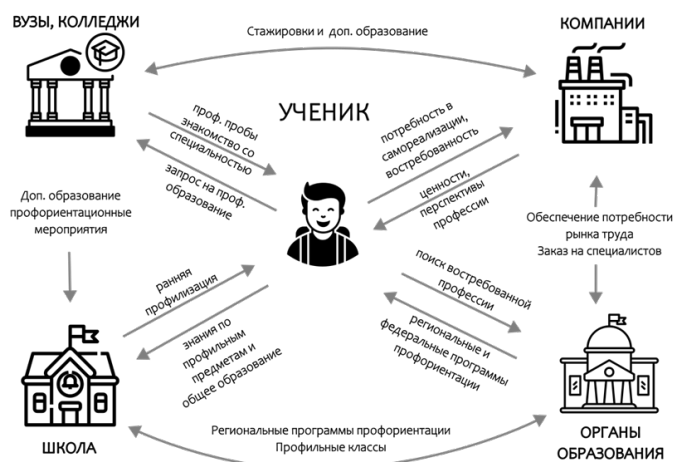 ВУЗЫ, КОЛЛЕДЖИ
КОМПАНИИ
Стажировки и доп. образование
УЧЕНИК
проф. пробы
знакомство со
специальностью
запрос на проф.
образование
потребность в
самореализации,
востребованность
ценности,
перспективы
профессии
Доп. образование
профориентационные
мероприятия
Обеспечение потребности
рынка труда
Заказ на специалистов
ранняя
профилизация
знания по
профильным
предметам и
общее образование
поиск востребованной
профессии
региональные и
федеральные программы
профориентации
ШКОЛА
Региональные программы профориентации
Профильные классы
ОРГАНЫ
ОБРАЗОВАНИЯ